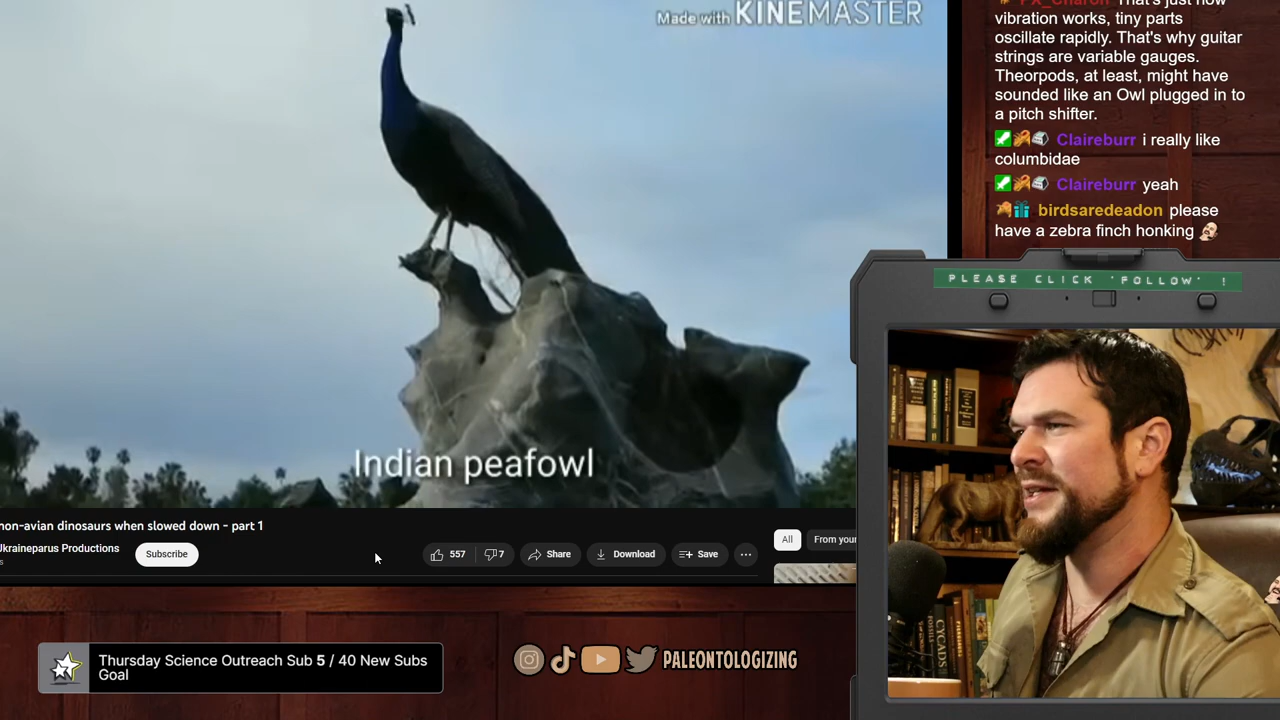 Made with KINEMASTER
Indian peafowl
non-avian dinosaurs when slowed down - part 1
Jkraineparus Productions
Subscribe
557
7
Share
Download
Save
All
From your
Thursday Science Outreach Sub 5 / 40 New Subs
Goal
PALEONTOLOGIZING
PX_Charon That's just how
vibration works, tiny parts
oscillate rapidly. That's why guitar
strings are variable gauges.
Theorpods, at least, might have
sounded like an Owl plugged in to
a pitch shifter.
Claireburr i really like
columbidae
Claireburr yeah
birdsaredeadon please
have a zebra finch honking
PLEASE CLICK 'FOLLOW' !
CYCADS